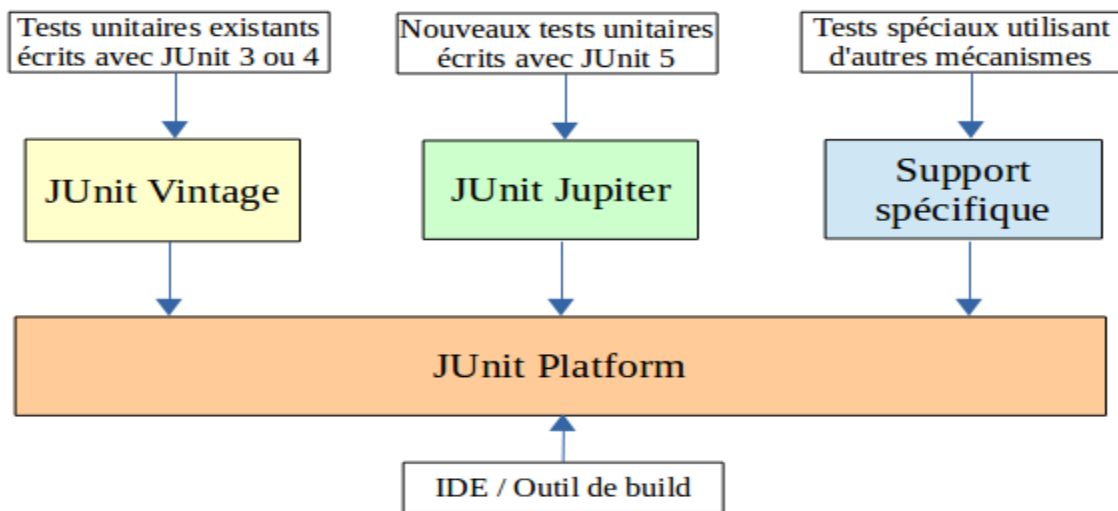 Tests unitaires existants
écrits avec JUnit 3 ou 4
Nouveaux tests unitaires
écrits avec JUnit 5
Tests spéciaux utilisant
d'autres mécanismes
JUnit Vintage
JUnit Jupiter
Support
spécifique
JUnit Platform
IDE / Outil de build